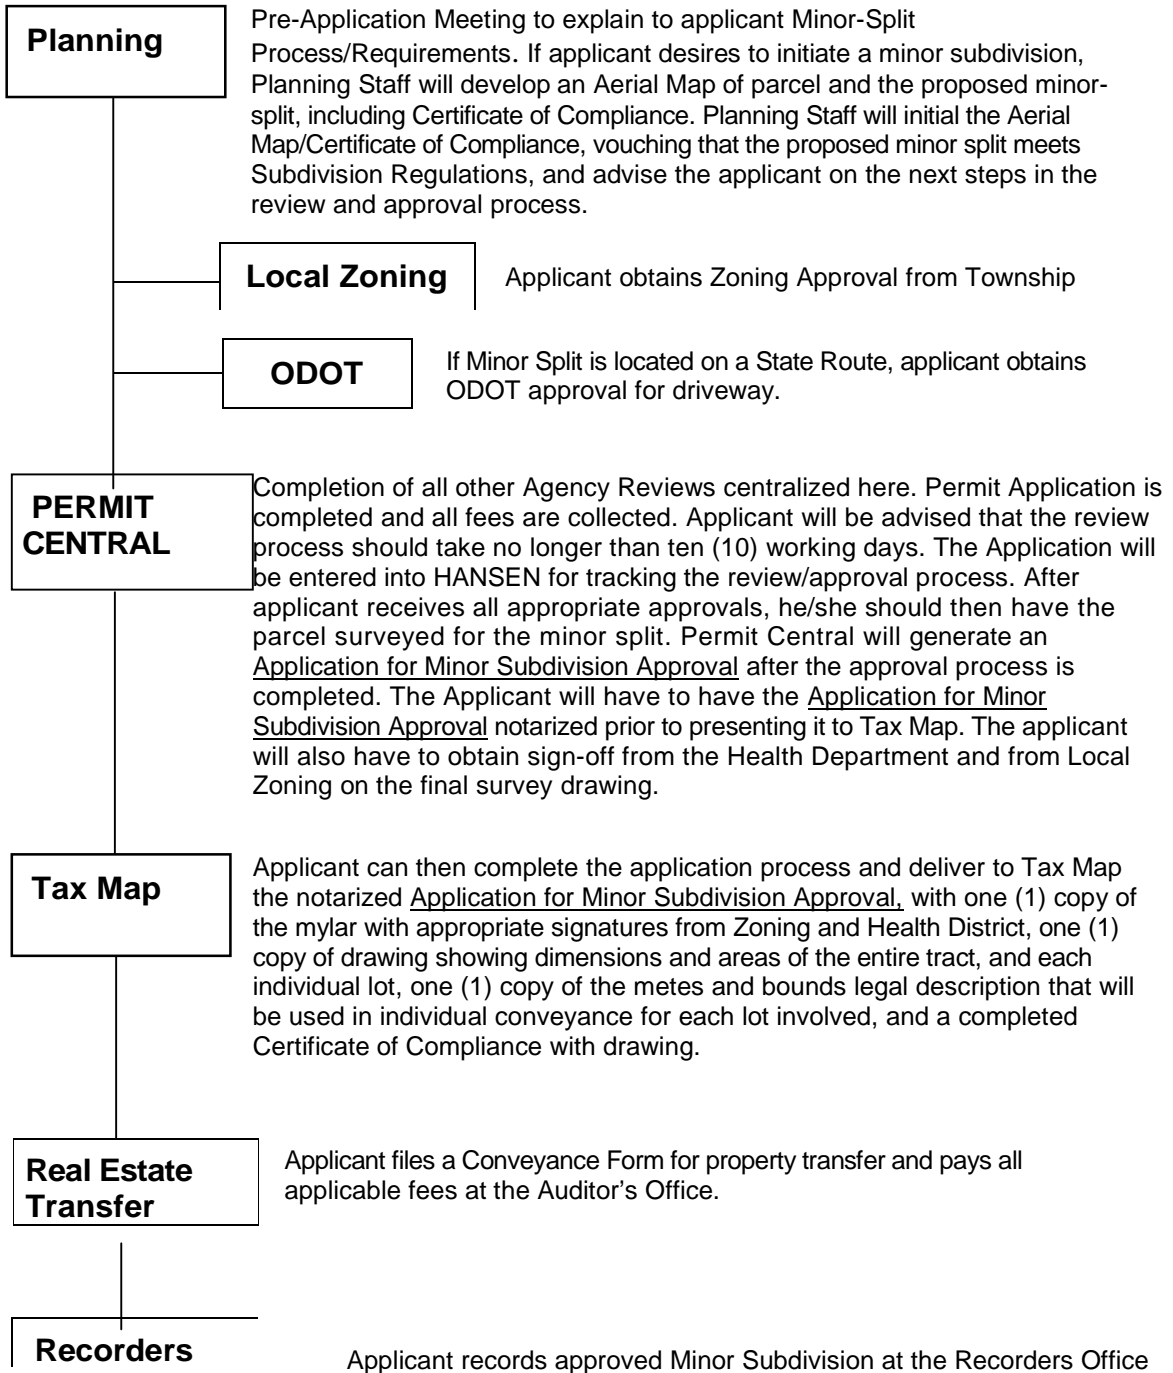 Planning
Pre-Application Meeting to explain to applicant Minor-Split
Process/Requirements. If applicant desires to initiate a minor subdivision,
Planning Staff will develop an Aerial Map of parcel and the proposed minor-
split, including Certificate of Compliance. Planning Staff will initial the Aerial
Map/Certificate of Compliance, vouching that the proposed minor split meets
Subdivision Regulations, and advise the applicant on the next steps in the
review and approval process.
Local Zoning
Applicant obtains Zoning Approval from Township
ODOT
If Minor Split is located on a State Route, applicant obtains
ODOT approval for driveway.
PERMIT
CENTRAL
Completion of all other Agency Reviews centralized here. Permit Application is
completed and all fees are collected. Applicant will be advised that the review
process should take no longer than ten (10) working days. The Application will
be entered into HANSEN for tracking the review/approval process. After
applicant receives all appropriate approvals, he/she should then have the
parcel surveyed for the minor split. Permit Central will generate an
Application for Minor Subdivision Approval after the approval process is
completed. The Applicant will have to have the Application for Minor
Subdivision Approval notarized prior to presenting it to Tax Map. The applicant
will also have to obtain sign-off from the Health Department and from Local
Zoning on the final survey drawing.
Tax Map
Applicant can then complete the application process and deliver to Tax Map
the notarized Application for Minor Subdivision Approval, with one (1) copy of
the mylar with appropriate signatures from Zoning and Health District, one (1)
copy of drawing showing dimensions and areas of the entire tract, and each
individual lot, one (1) copy of the metes and bounds legal description that will
be used in individual conveyance for each lot involved, and a completed
Certificate of Compliance with drawing.
Real Estate
Transfer
Applicant files a Conveyance Form for property transfer and pays all
applicable fees at the Auditor's Office.
Recorders
Applicant records approved Minor Subdivision at the Recorders Office